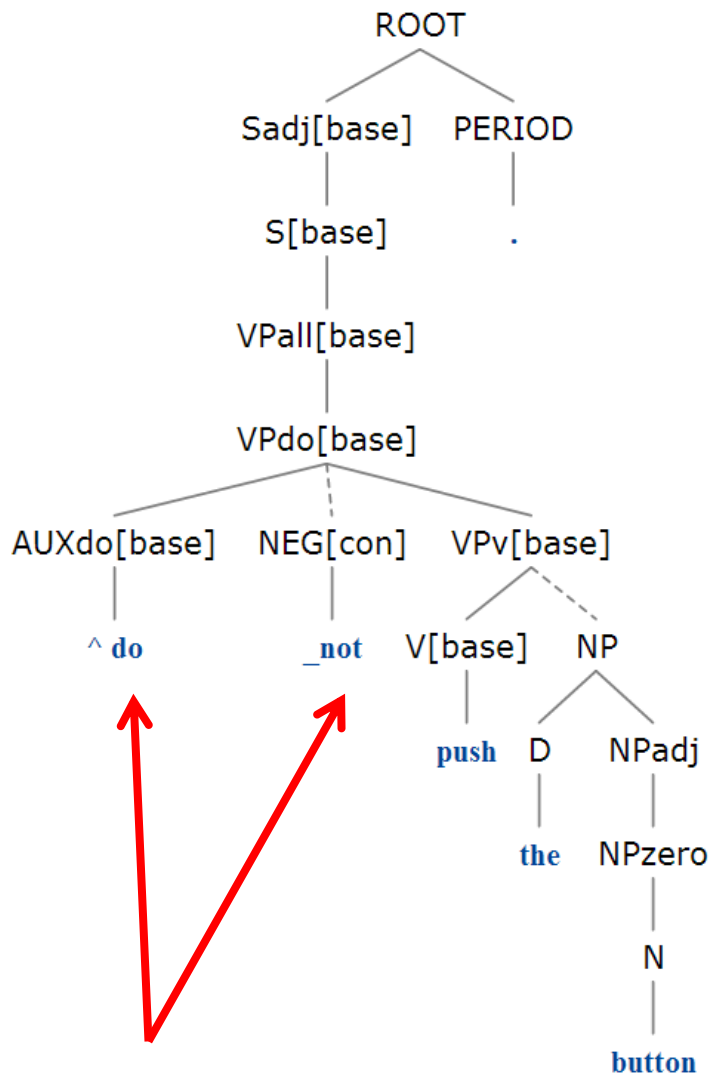 ROOT
Sadj[base] PERIOD
S[base] .
VPall[base]
VPdo[base]
AUXdo[base] NEG[con] VPv[base]
^ do _not V[base] NP
push D NPadj
the NPzero
N
button